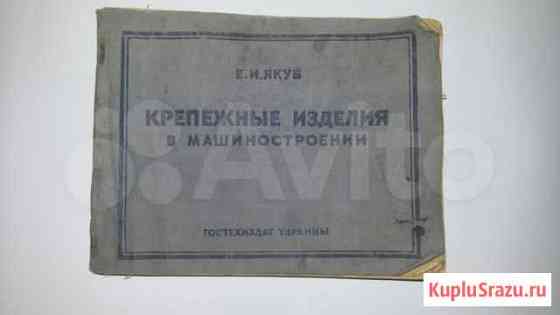 Е.И.ЯКУБ
КРЕПЕЖНЫЕ ИЗДЕЛИЯ
В МАШИНОСТРОЕНИИ
Avito
ГОСТЕХИЗДАТ УКРАИНЫ
KupluSrazu.ru